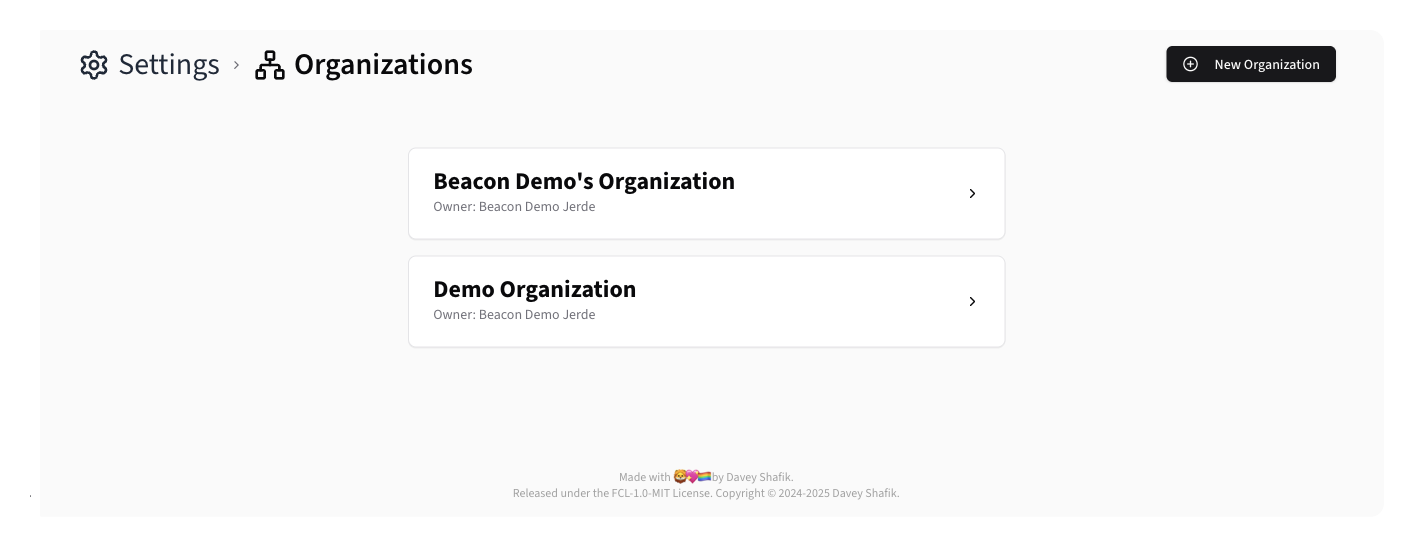 Settings > Organizations
New Organization
Beacon Demo's Organization
Owner: Beacon Demo Jerde
Demo Organization
Owner: Beacon Demo Jerde
Made with 🦁💖🏳️‍🌈 by Davey Shafik.
Released under the FCL-1.0-MIT License. Copyright © 2024-2025 Davey Shafik.